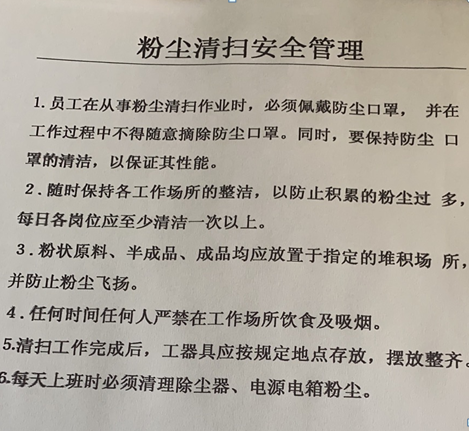 粉尘清扫安全管理
1.员工在从事粉尘清扫作业时，必须佩戴防尘口罩， 并在
工作过程中不得随意摘除防尘口罩。同时，要保持防尘 口
罩的清洁，以保证其性能。
2.随时保持各工作场所的整洁，以防止积累的粉尘过 多，
每日各岗位应至少清洁一次以上。
3.粉状原料、半成品、成品均应放置于指定的堆积场 所，
并防止粉尘飞扬。
4.任何时间任何人严禁在工作场所饮食及吸烟。
5.清扫工作完成后，工器具应按规定地点存放，摆放整齐。
6.每天上班时必须清理除尘器、电源电箱粉尘。